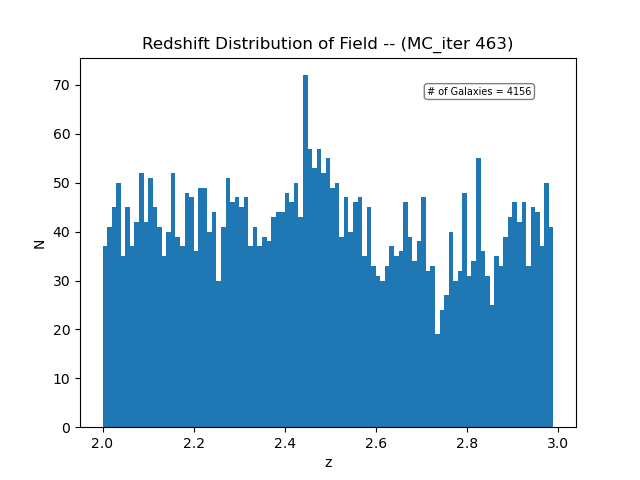 Redshift Distribution of Field -- (MC_iter 463)
# of Galaxies = 4156
N
70
60
50
40
30
20
10
0
2.0 2.2 2.4 2.6 2.8 3.0
z